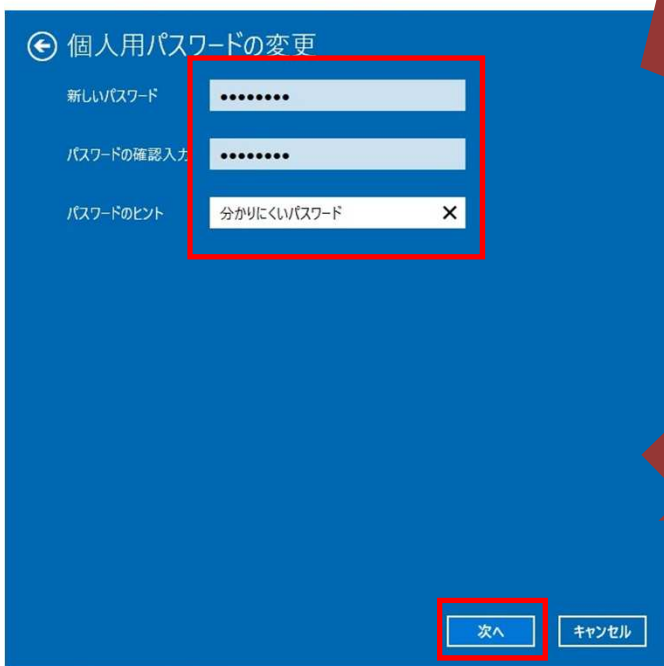 個人用パスワードの変更
新しいパスワード ●●●●●●●●
パスワードの確認入力 ●●●●●●●●
パスワードのヒント 分かりにくいパスワード
次へ キャンセル